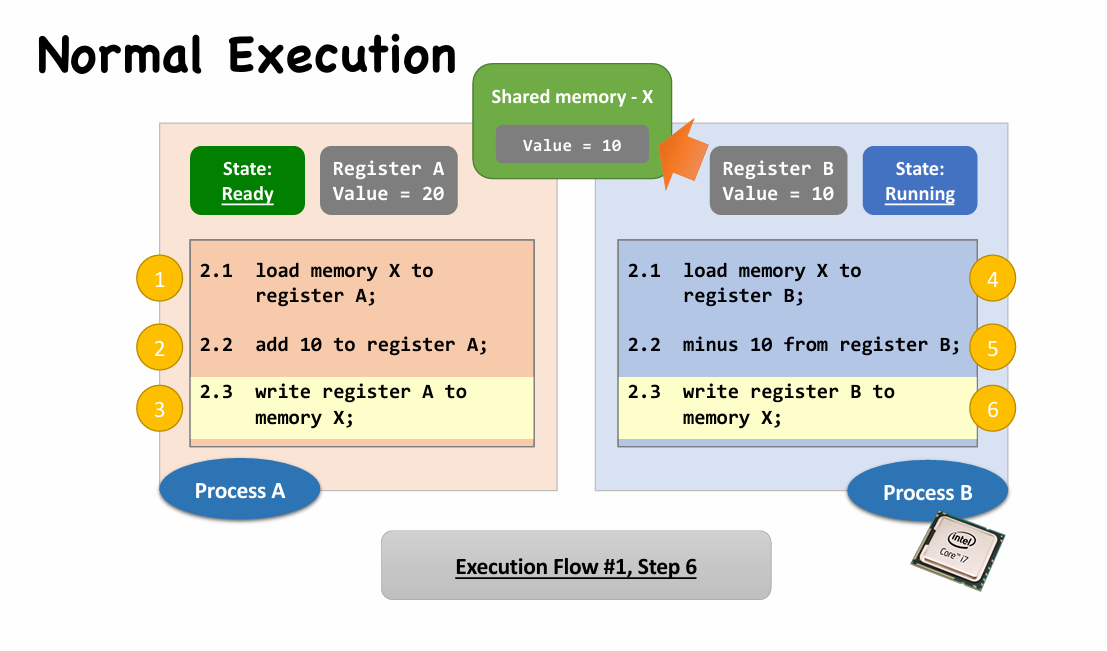 Normal Execution
Shared memory - X
Value = 10
State:
Ready
Register A
Value = 20
Register B
Value = 10
State:
Running
1
2.1 load memory X to
register A;
2
2.2 add 10 to register A;
3
2.3 write register A to
memory X;
Process A
2.1 load memory X to
register B;
4
2.2 minus 10 from register B;
5
2.3 write register B to
memory X;
6
Process B
intel
Core™ i7
Execution Flow #1, Step 6